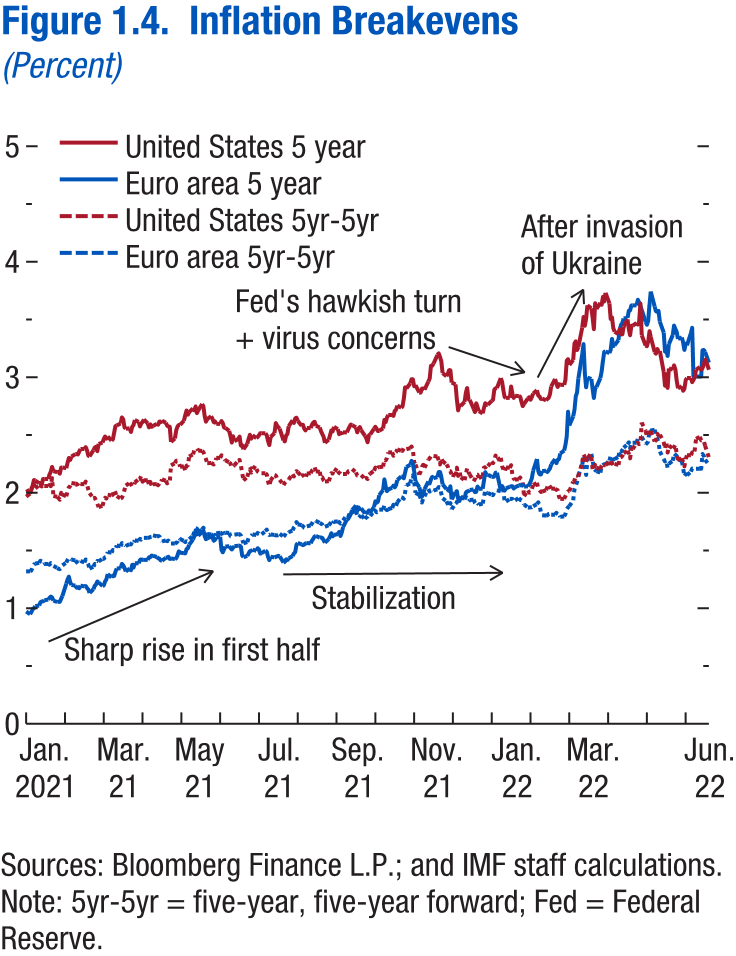 Figure 1.4. Inflation Breakevens
(Percent)
5
United States 5 year
Euro area 5 year
United States 5yr-5yr
Euro area 5yr-5yr
After invasion
of Ukraine
4
Fed's hawkish turn
+ virus concerns
3
2
1
Stabilization
Sharp rise in first half
0
Jan. Mar. May Jul. Sep. Nov. Jan. Mar. Jun.
2021 21 21 21 21 21 22 22 22
Sources: Bloomberg Finance L.P.; and IMF staff calculations.
Note: 5yr-5yr = five-year, five-year forward; Fed = Federal
Reserve.